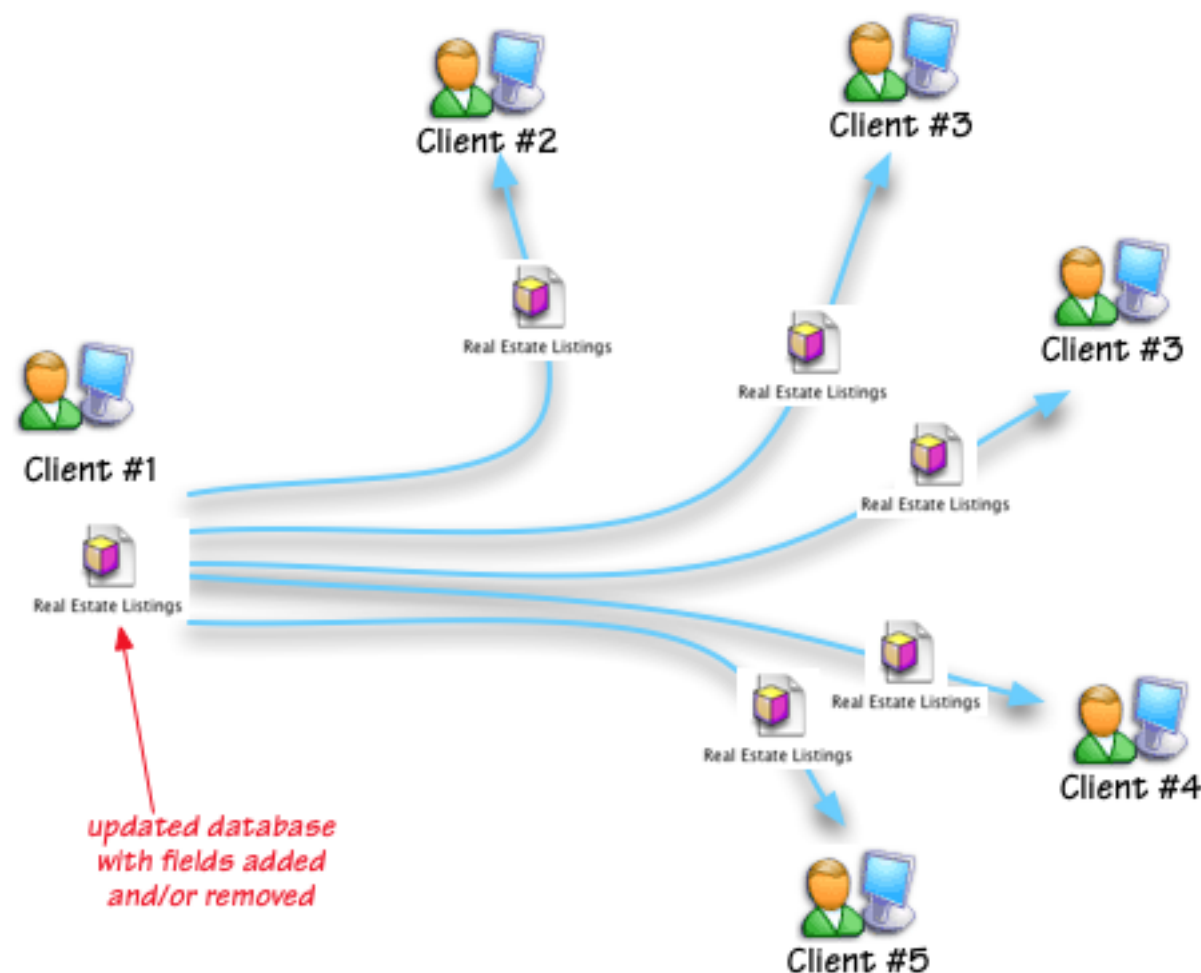 Client #2
Client #3
Client #3
Real Estate Listings
Real Estate Listings
Client #1
Real Estate Listings
Real Estate Listings
Real Estate Listings
Real Estate Listings
updated database
with fields added
and/or removed
Client #4
Client #5